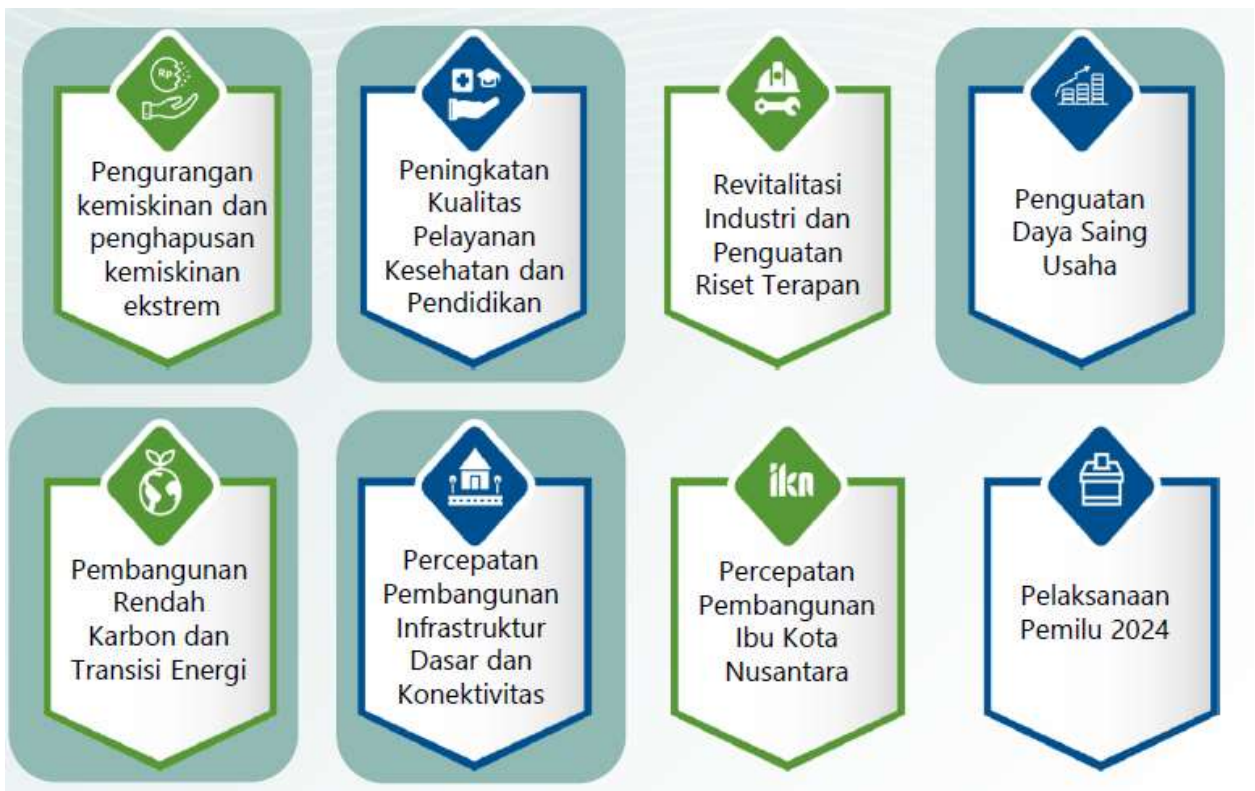 Rp
Pengurangan
kemiskinan dan
penghapusan
kemiskinan
ekstrem
Peningkatan
Kualitas
Pelayanan
Kesehatan dan
Pendidikan
Revitalitasi
Industri dan
Penguatan
Riset Terapan
Penguatan
Daya Saing
Usaha
Pembangunan
Rendah
Karbon dan
Transisi Energi
Percepatan
Pembangunan
Infrastruktur
Dasar dan
Konektivitas
ikn
Percepatan
Pembangunan
Ibu Kota
Nusantara
Pelaksanaan
Pemilu 2024